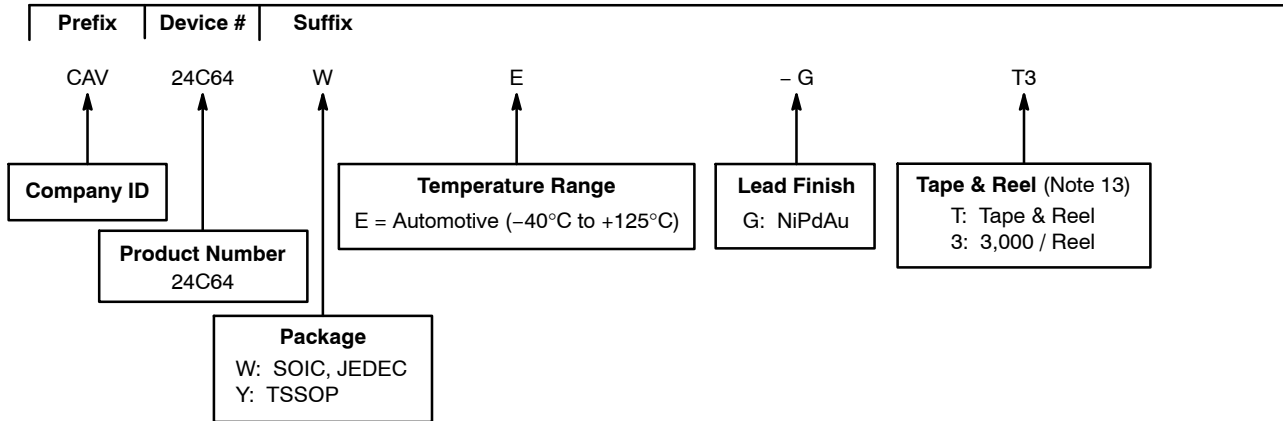 Prefix Device # Suffix
CAV 24C64 W E – G T3
Company ID
Product Number
24C64
Package
W: SOIC, JEDEC
Y: TSSOP
Temperature Range
E = Automotive (−40°C to +125°C)
Lead Finish
G: NiPdAu
Tape & Reel (Note 13)
T: Tape & Reel
3: 3,000 / Reel